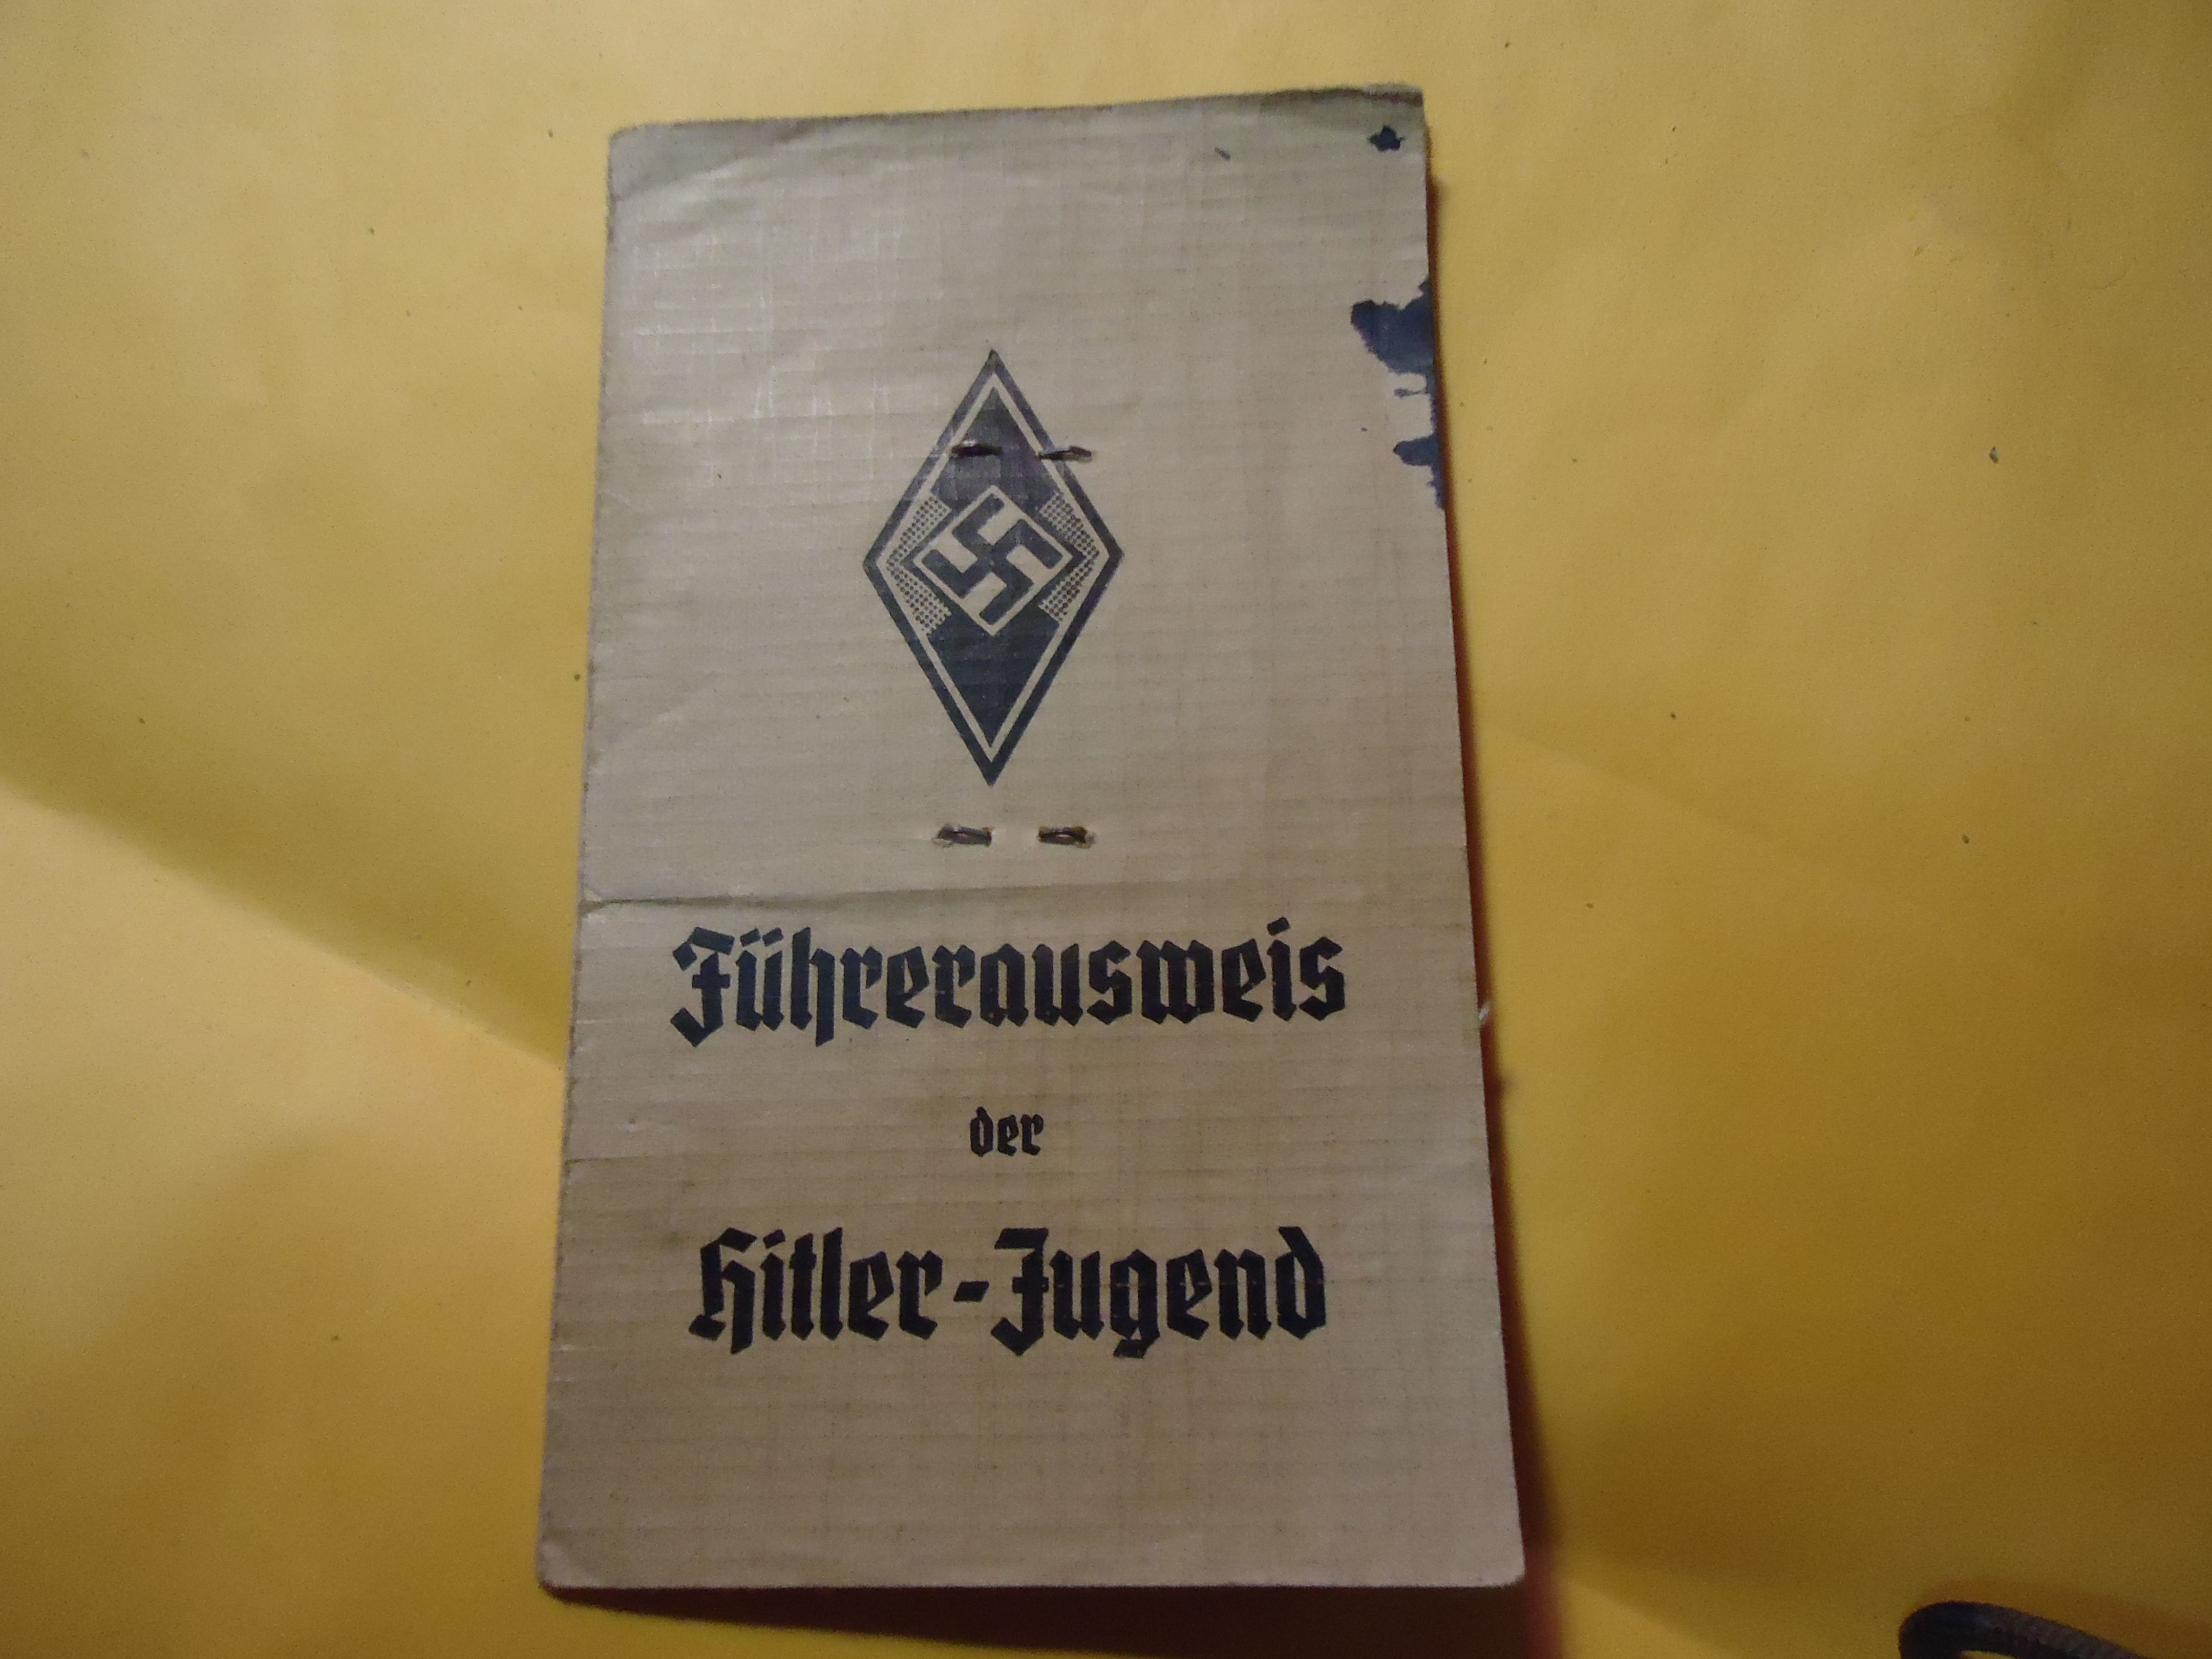 Führerausweis
der
Hitler-Jugend